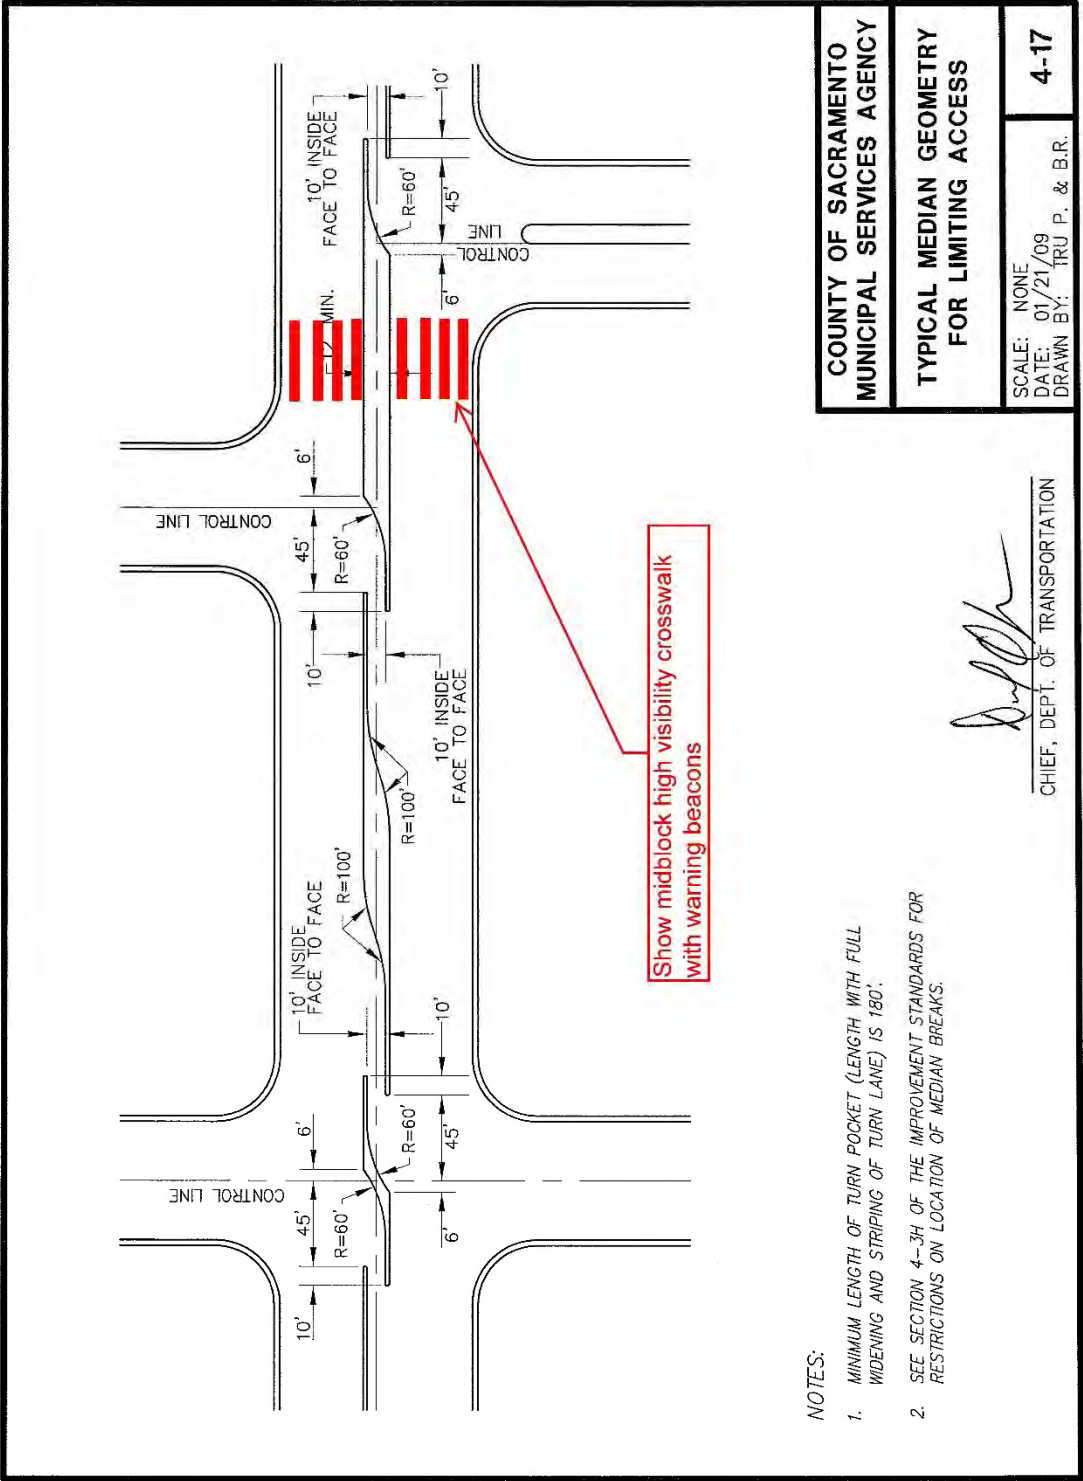 10' INSIDE
FACE TO FACE
10'
R=60'
45'
CONTROL
LINE
6'
MIN.
6'
CONTROL LINE
45'
R=60'
10'
10' INSIDE
FACE TO FACE
R=100'
R=100'
10' INSIDE
FACE TO FACE
10'
6'
R=60'
45'
CONTROL LINE
45'
R=60'
6'
10'
Show midblock high visibility crosswalk
with warning beacons
NOTES:
1. MINIMUM LENGTH OF TURN POCKET (LENGTH WITH FULL
WIDENING AND STRIPING OF TURN LANE) IS 180'.
2. SEE SECTION 4-3H OF THE IMPROVEMENT STANDARDS FOR
RESTRICTIONS ON LOCATION OF MEDIAN BREAKS.
CHIEF, DEPT. OF TRANSPORTATION
COUNTY OF SACRAMENTO
MUNICIPAL SERVICES AGENCY
TYPICAL MEDIAN GEOMETRY
FOR LIMITING ACCESS
SCALE: NONE
DATE: 01/21/09
DRAWN BY: TRU P. & B.R.
4-17